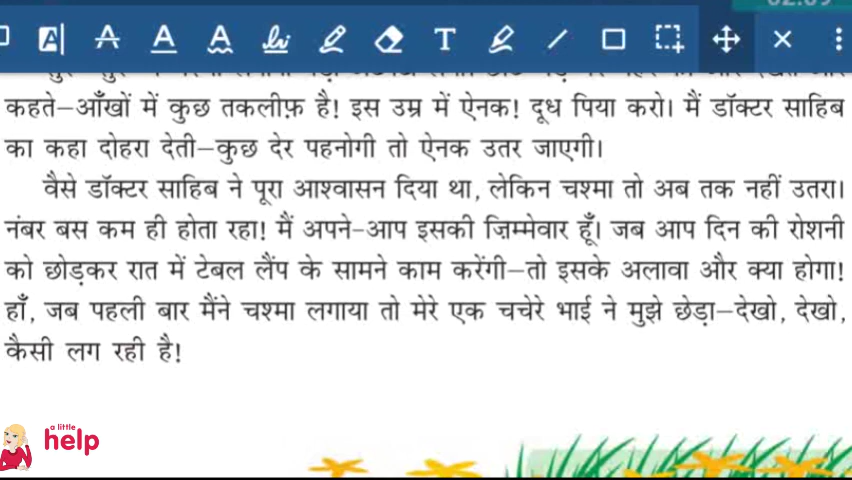 कहते–आँखों में कुछ तकलीफ़ है! इस उम्र में ऐनक! दूध पिया करो। मैं डॉक्टर साहिब
का कहा दोहरा देती–कुछ देर पहनोगी तो ऐनक उतर जाएगी।
वैसे डॉक्टर साहिब ने पूरा आश्वासन दिया था, लेकिन चश्मा तो अब तक नहीं उतरा।
नंबर बस कम ही होता रहा! मैं अपने-आप इसकी ज़िम्मेवार हूँ। जब आप दिन की रोशनी
को छोड़कर रात में टेबल लैंप के सामने काम करेंगी–तो इसके अलावा और क्या होगा!
हाँ, जब पहली बार मैंने चश्मा लगाया तो मेरे एक चचेरे भाई ने मुझे छेड़ा–देखो, देखो,
कैसी लग रही है!
a little
help